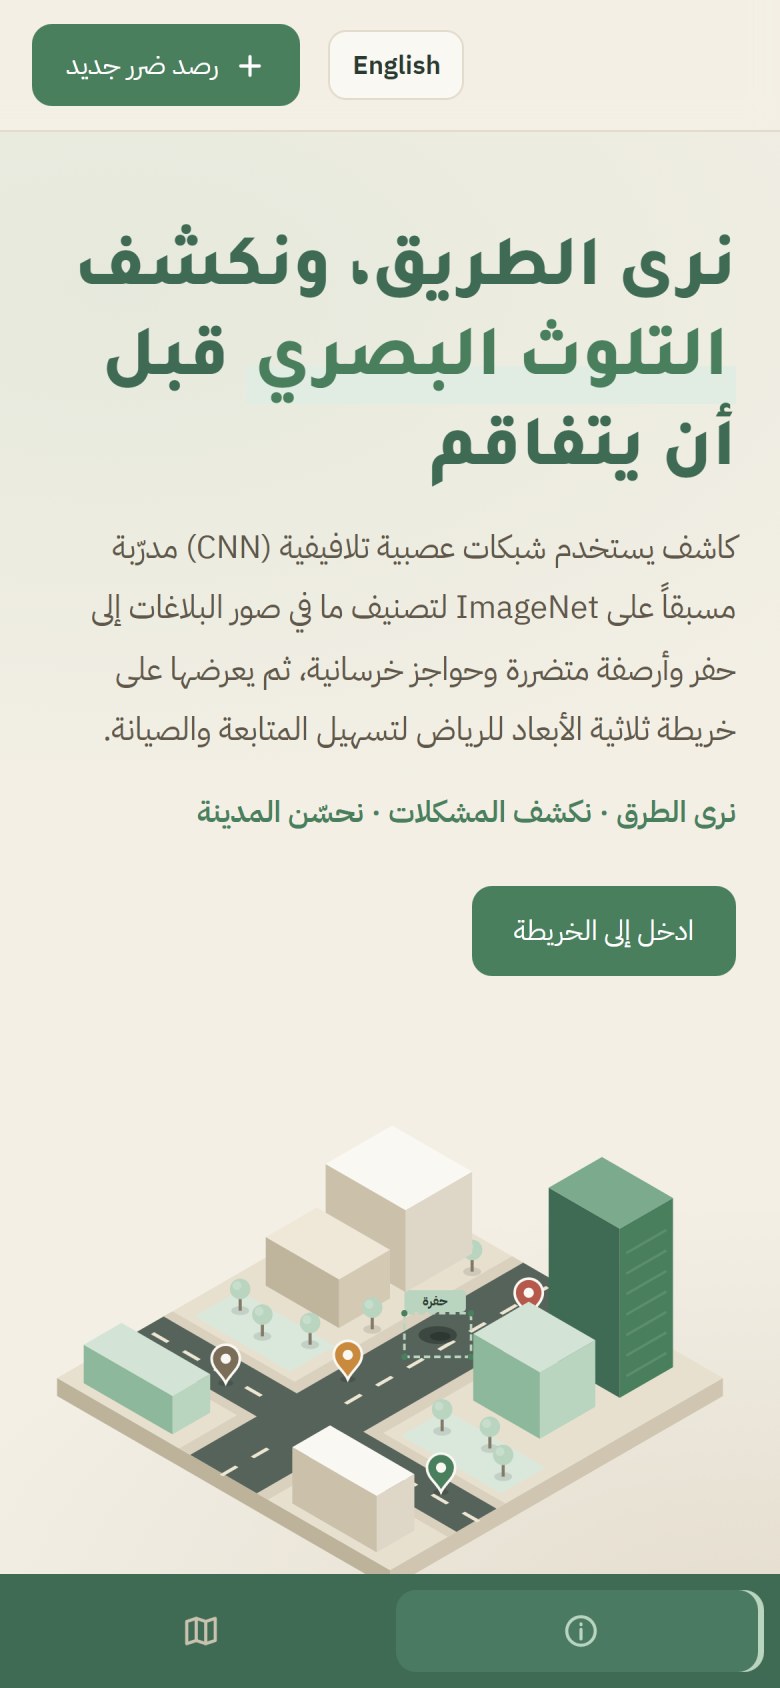 English
رصد ضرر جديد
نرى الطريق، ونكشف
التلوث البصري قبل
أن يتفاقم
كاشف يستخدم شبكات عصبية تلافيفية (CNN) مدرّبة
مسبقاً على ImageNet لتصنيف ما في صور البلاغات إلى
حفر وأرصفة متضررة وحواجز خرسانية، ثم يعرضها على
خريطة ثلاثية الأبعاد للرياض لتسهيل المتابعة والصيانة.
نرى الطرق · نكشف المشكلات · نحسّن المدينة
ادخل إلى الخريطة
حفرة